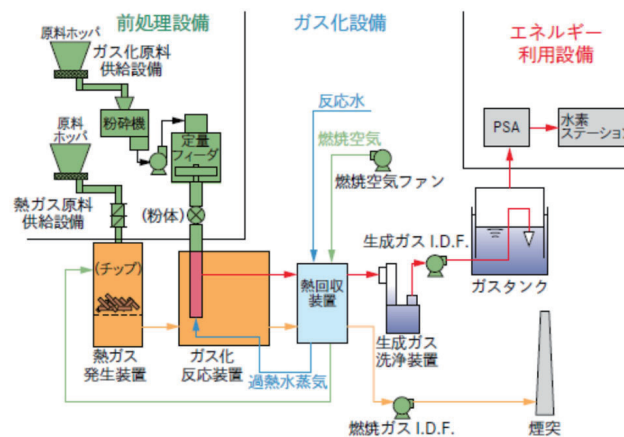 前処理設備
ガス化設備
エネルギー
利用設備
原料ホッパ
ガス化原料
供給設備
粉砕機
定量
フィーダ
原料
ホッパ
熱ガス原料
供給設備
(粉体)
反応水
燃焼空気
燃焼空気ファン
PSA
水素
ステーション
生成ガス I.D.F.
ガスタンク
(チップ)
熱回収
装置
熱ガス
発生装置
ガス化
反応装置
過熱水蒸気
生成ガス
洗浄装置
燃焼ガス I.D.F.
煙突